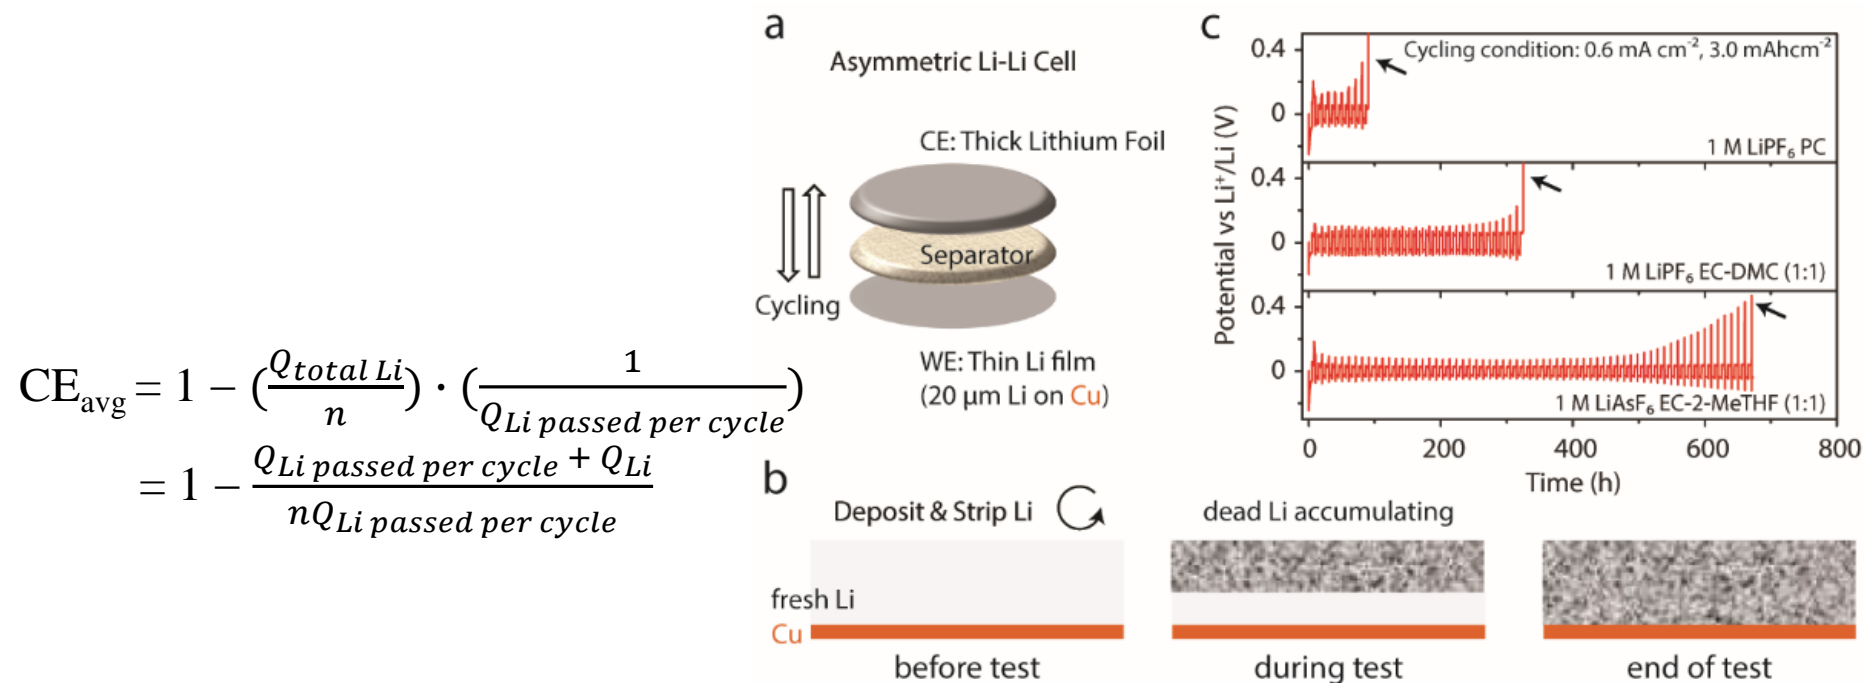 CE_avg = 1 − (Q_total Li / n) · (1 / Q_Li passed per cycle)
= 1 − (Q_Li passed per cycle + Q_Li) / (nQ_Li passed per cycle)
a
Asymmetric Li-Li Cell
CE: Thick Lithium Foil
Separator
Cycling
WE: Thin Li film
(20 μm Li on Cu)
b
Deposit & Strip Li
dead Li accumulating
fresh Li
Cu
before test
during test
end of test
c
Potential vs Li⁺/Li (V)
0.4
Cycling condition: 0.6 mA cm⁻², 3.0 mAhcm⁻²
0
1 M LiPF₆ PC
0.4
0
1 M LiPF₆ EC-DMC (1:1)
0.4
0
1 M LiAsF₆ EC-2-MeTHF (1:1)
0 200 400 600 800
Time (h)